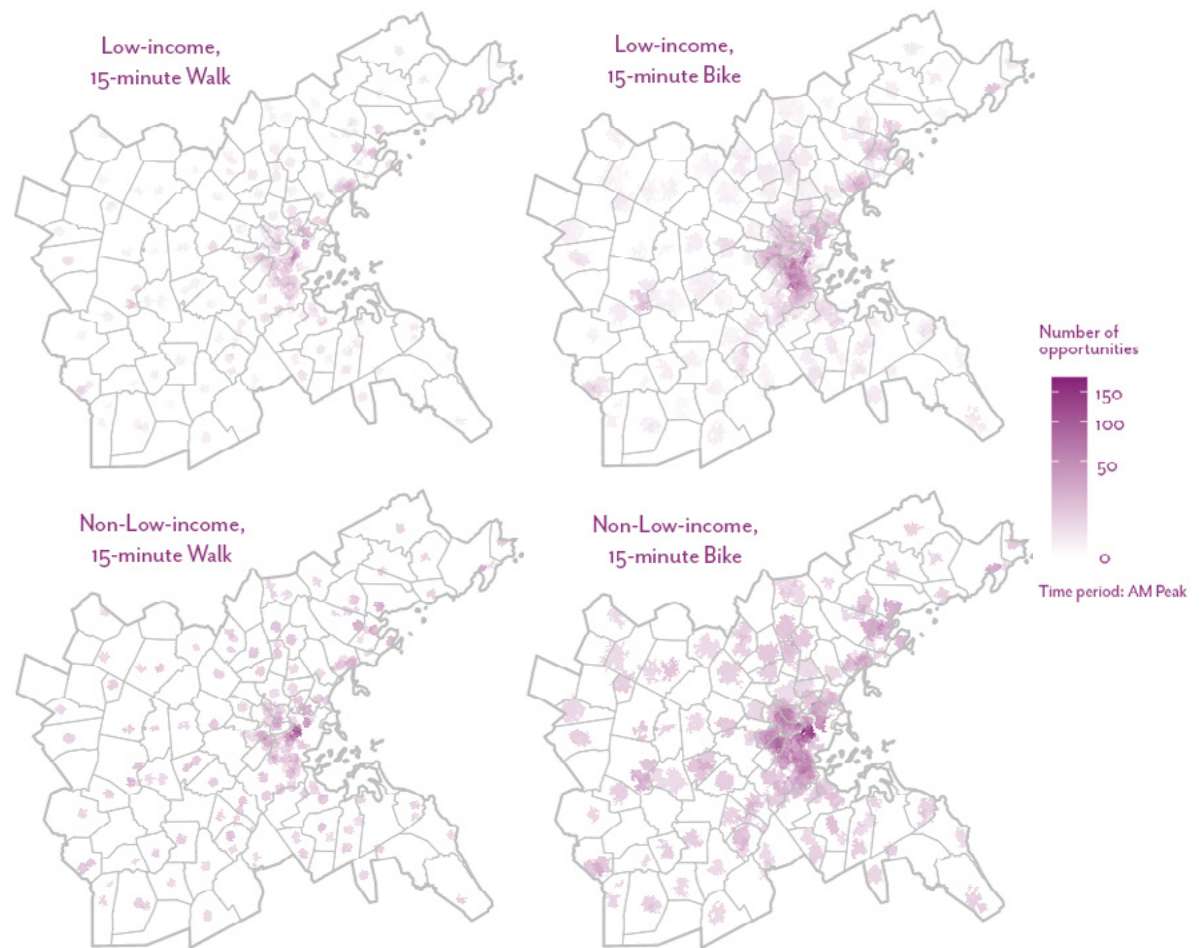 Low-income,
15-minute Walk
Low-income,
15-minute Bike
Number of
opportunities
150
100
50
0
Time period: AM Peak
Non-Low-income,
15-minute Walk
Non-Low-income,
15-minute Bike